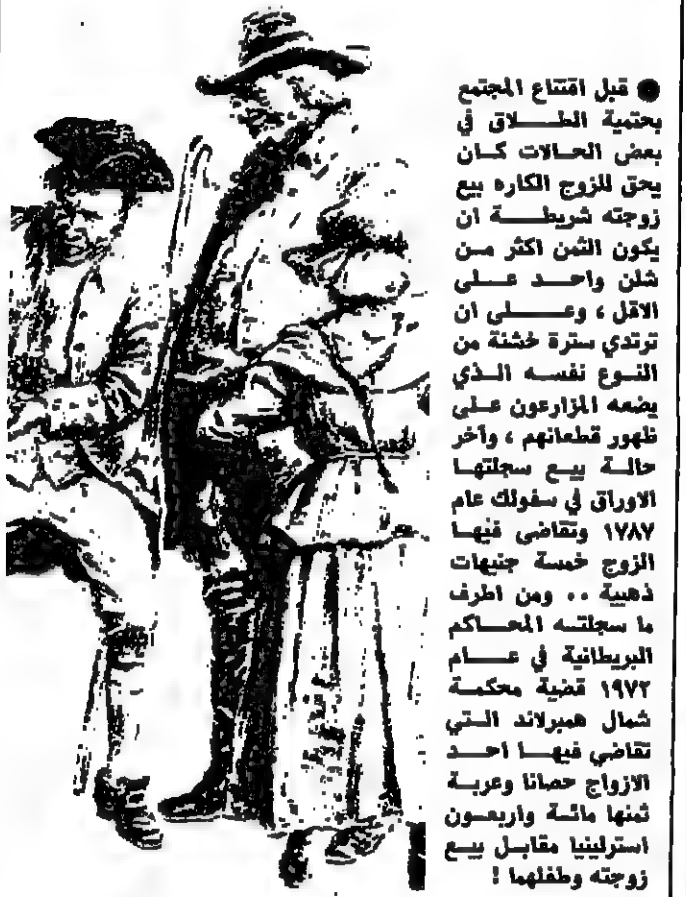 ● قبل اقتناع المجتمع
بحتمية الطلاق في
بعض الحالات كان
يحق للزوج الكاره بيع
زوجته شريطة ان
يكون الثمن اكثر من
شلن واحد على
الاقل ، وعلى ان
ترتدي سترة خشنة من
النوع نفسه الذي
يضعه المزارعون على
ظهور قطعانهم ، وآخر
حالة بيع سجلتها
الاوراق في سفولك عام
١٧٨٧ وتقاضى فيها
الزوج خمسة جنيهات
ذهبية .. ومن اطرف
ما سجلته المحاكم
البريطانية في عام
١٩٧٢ قضية محكمة
شمال همبرلاند التي
تقاضي فيها احد
الازواج حصانا وعربة
ثمنها مائة واربعون
استرلينيا مقابل بيع
زوجته وطفلهما !